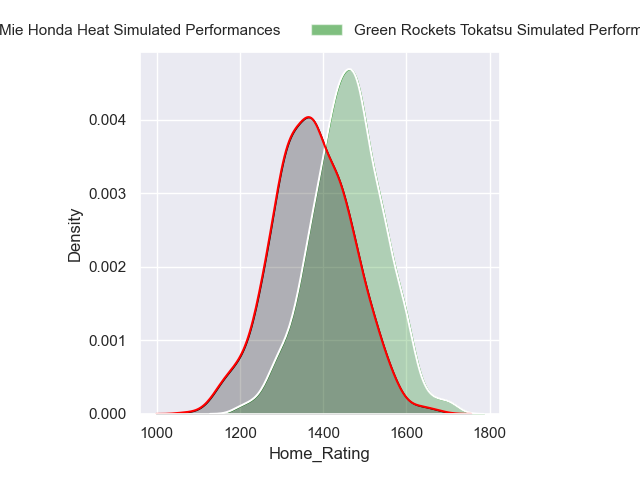 Mie Honda Heat Simulated Performances
Green Rockets Tokatsu Simulated Perform
0.004
0.003
0.002
0.001
0.000
Density
1000 1200 1400 1600 1800
Home_Rating